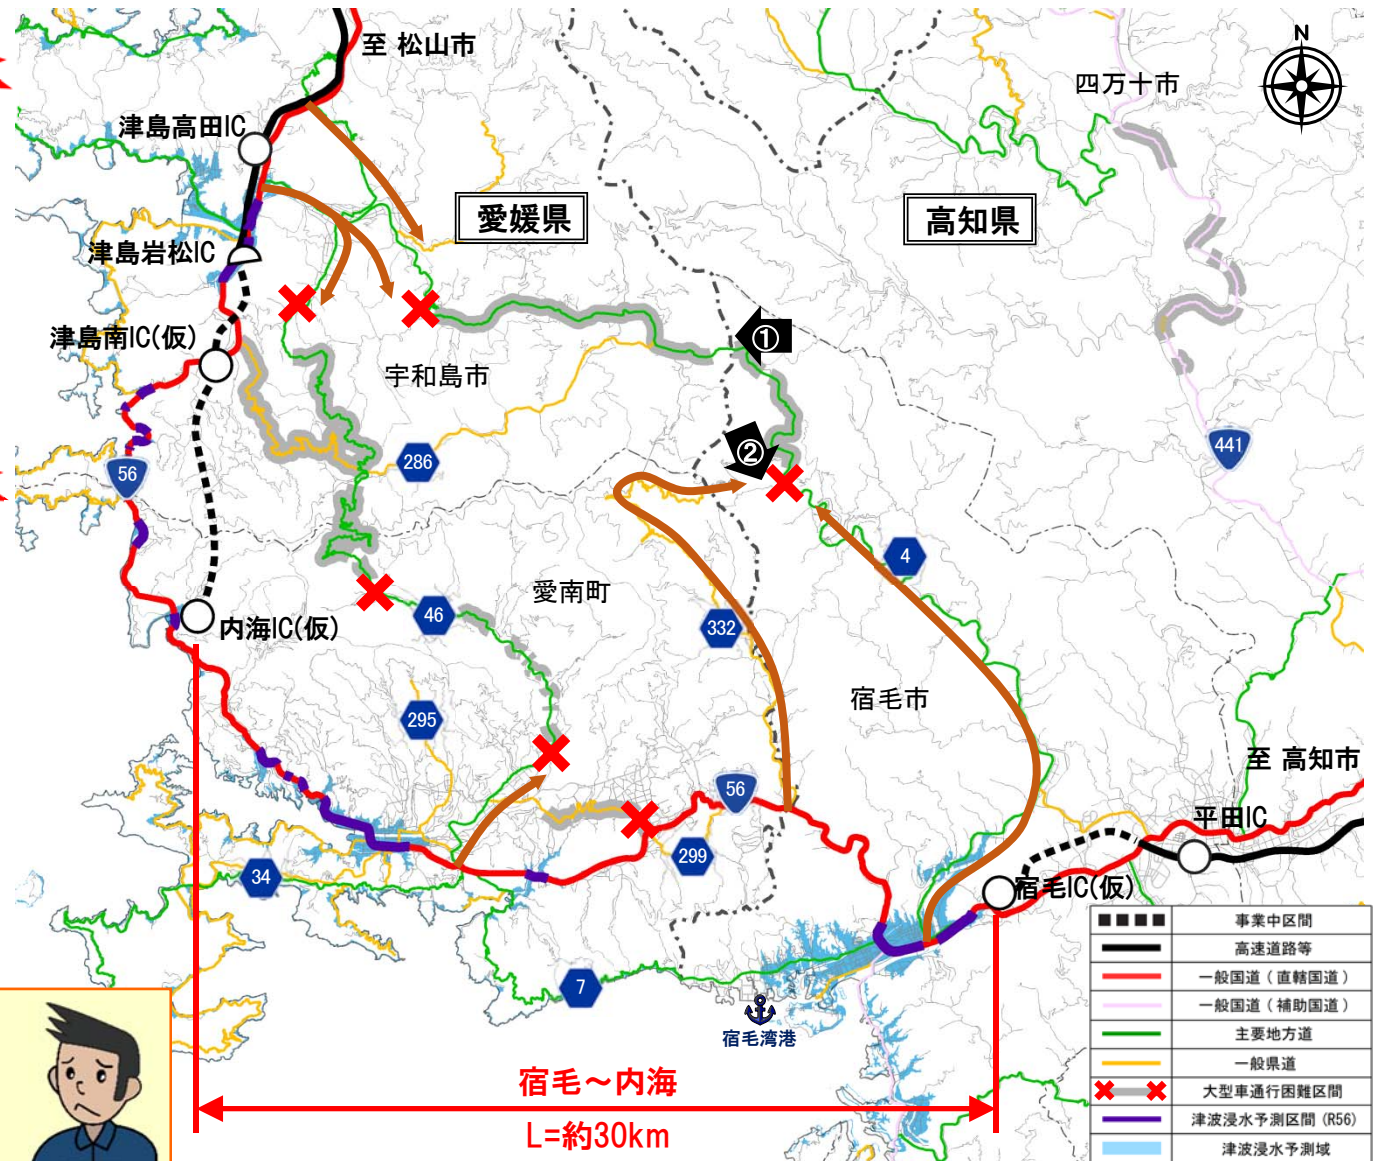 至 松山市
N
四万十市
津島高田IC
愛媛県
高知県
津島岩松IC
①
津島南IC(仮)
宇和島市
②
286
441
56
4
愛南町
46
内海IC(仮)
332
宿毛市
295
至 高知市
56
平田IC
299
34
宿毛IC(仮)
7
宿毛湾港
宿毛～内海
L=約30km
事業中区間
高速道路等
一般国道(直轄国道)
一般国道(補助国道)
主要地方道
一般県道
大型車通行困難区間
津波浸水予測区間(R56)
津波浸水予測域